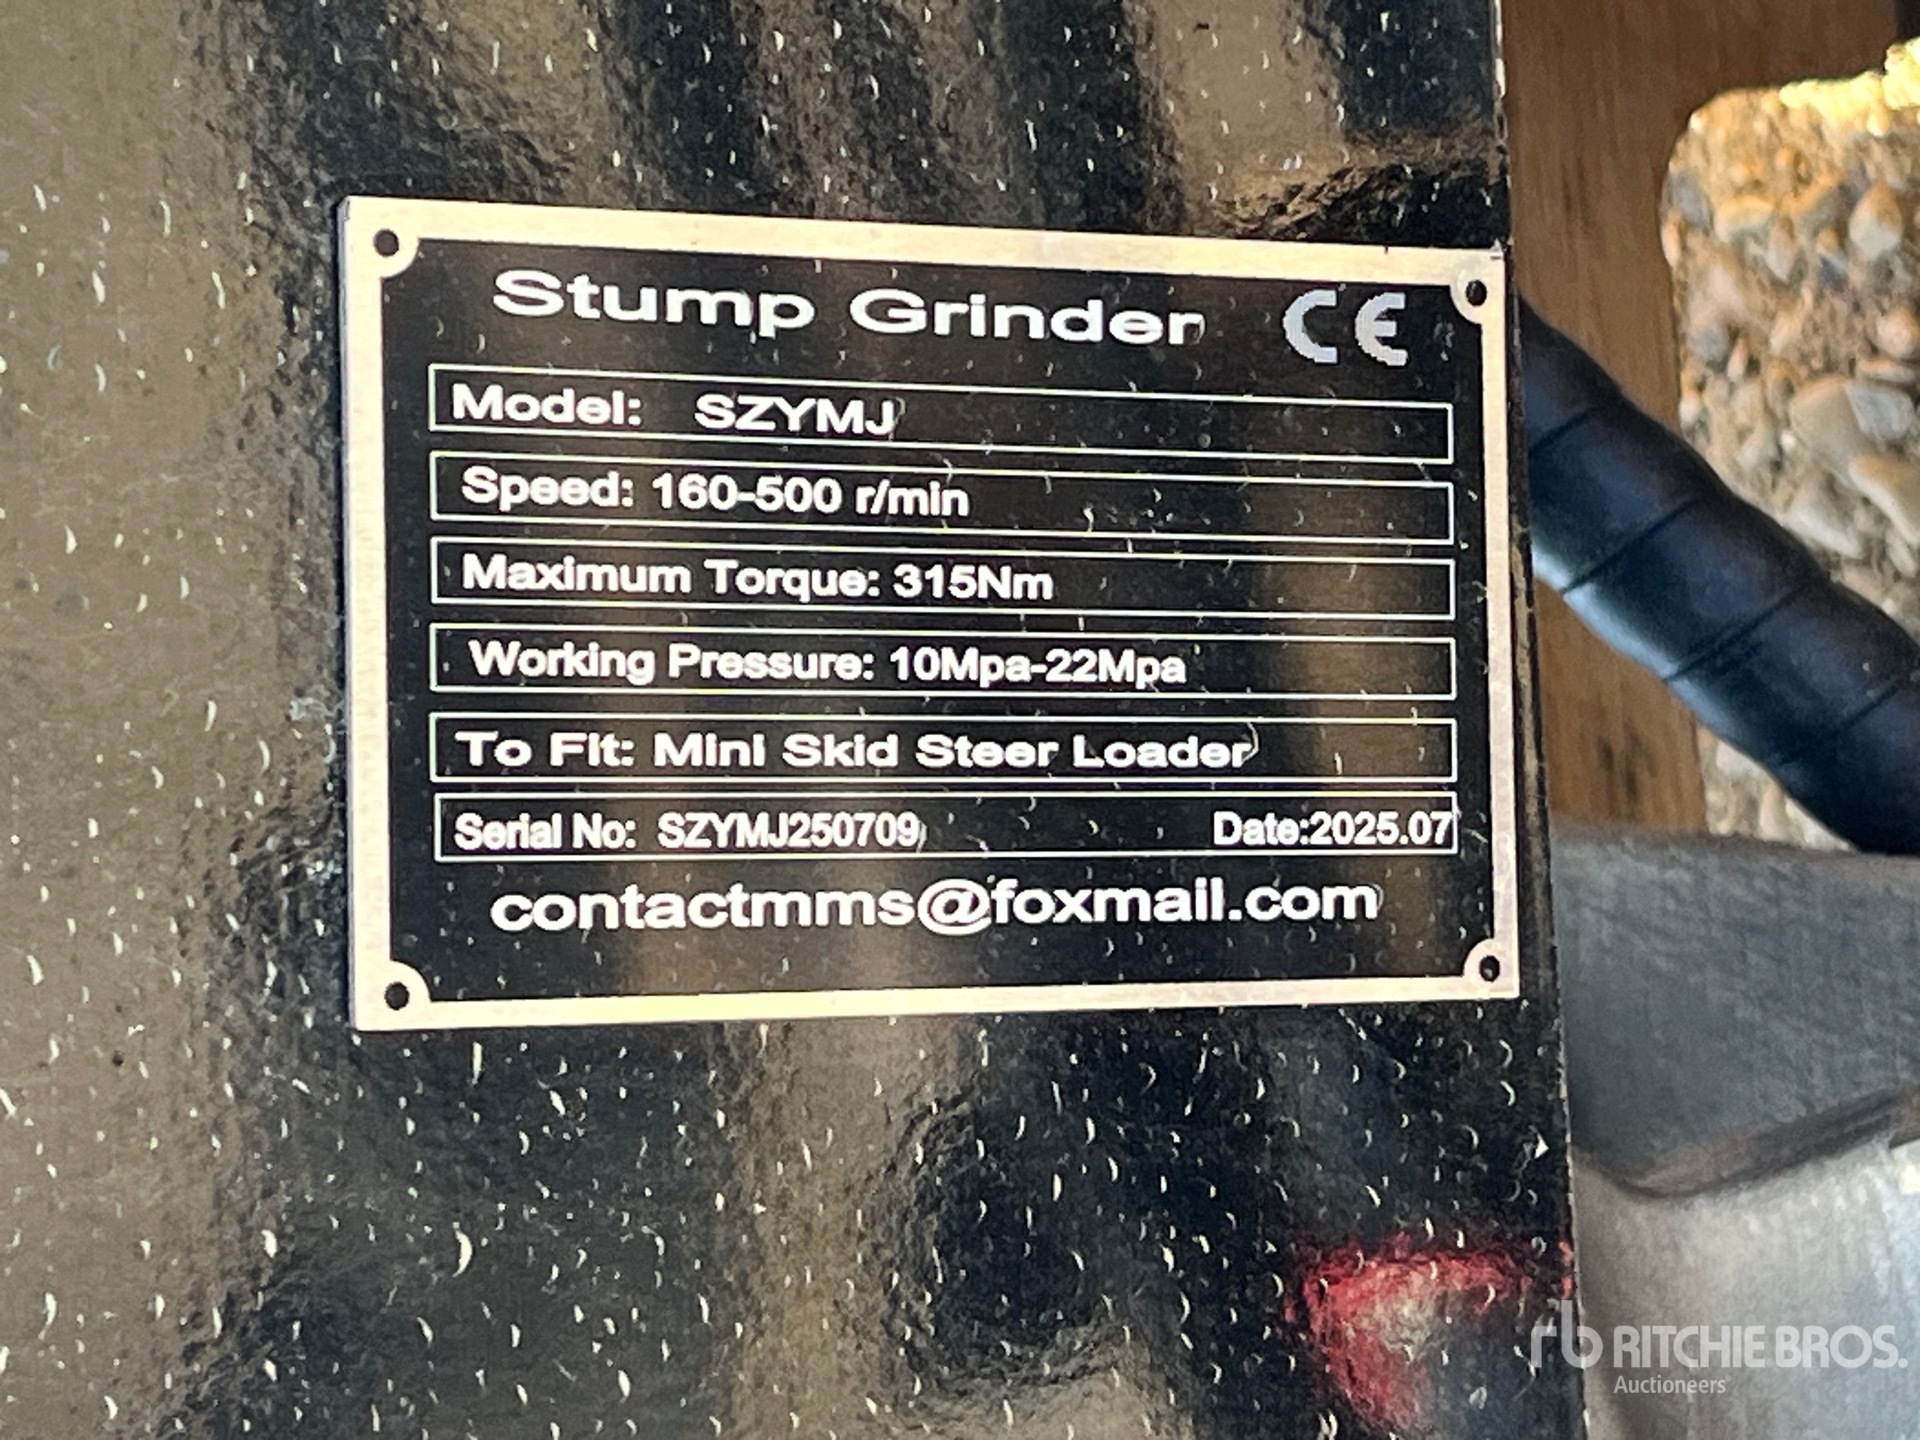 Stump Grinder CE
Model: SZYMJ
Speed: 160-500 r/min
Maximum Torque: 315Nm
Working Pressure: 10Mpa-22Mpa
To Fit: Mini Skid Steer Loader
Serial No: SZYMJ250709 Date:2025.07
contactmms@foxmail.com
rb RITCHIE BROS.
Auctioneers